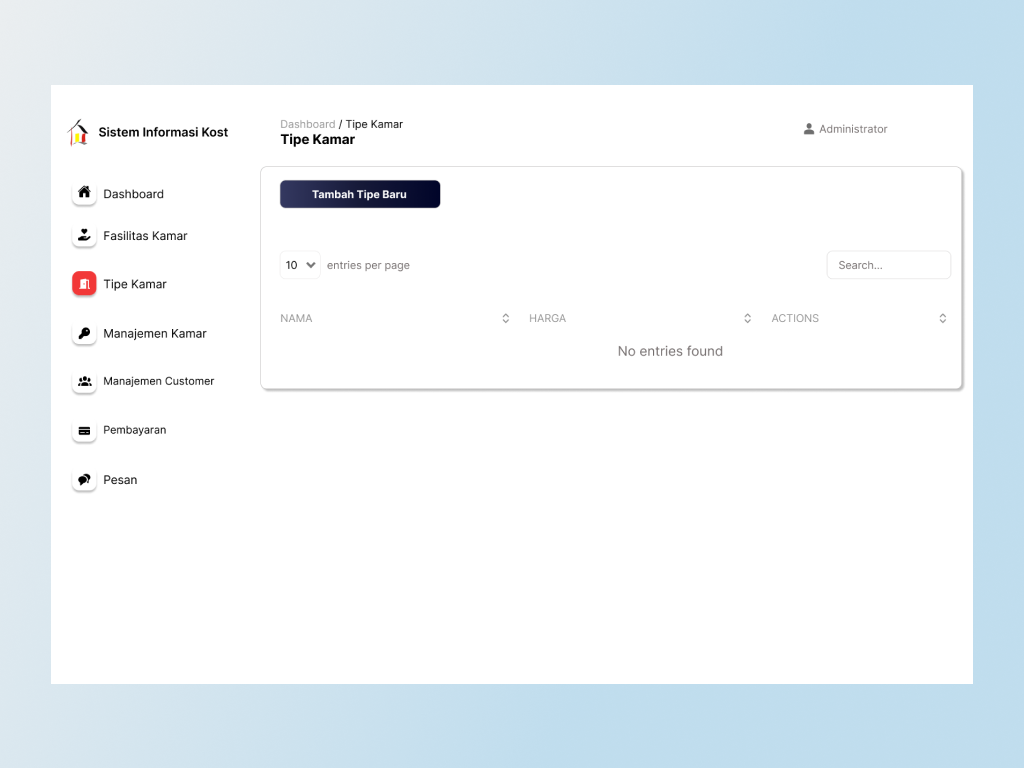 Sistem Informasi Kost
Dashboard / Tipe Kamar
Tipe Kamar
Administrator
Dashboard
Fasilitas Kamar
Tipe Kamar
Manajemen Kamar
Manajemen Customer
Pembayaran
Pesan
Tambah Tipe Baru
10 entries per page
Search...
NAMA HARGA ACTIONS
No entries found